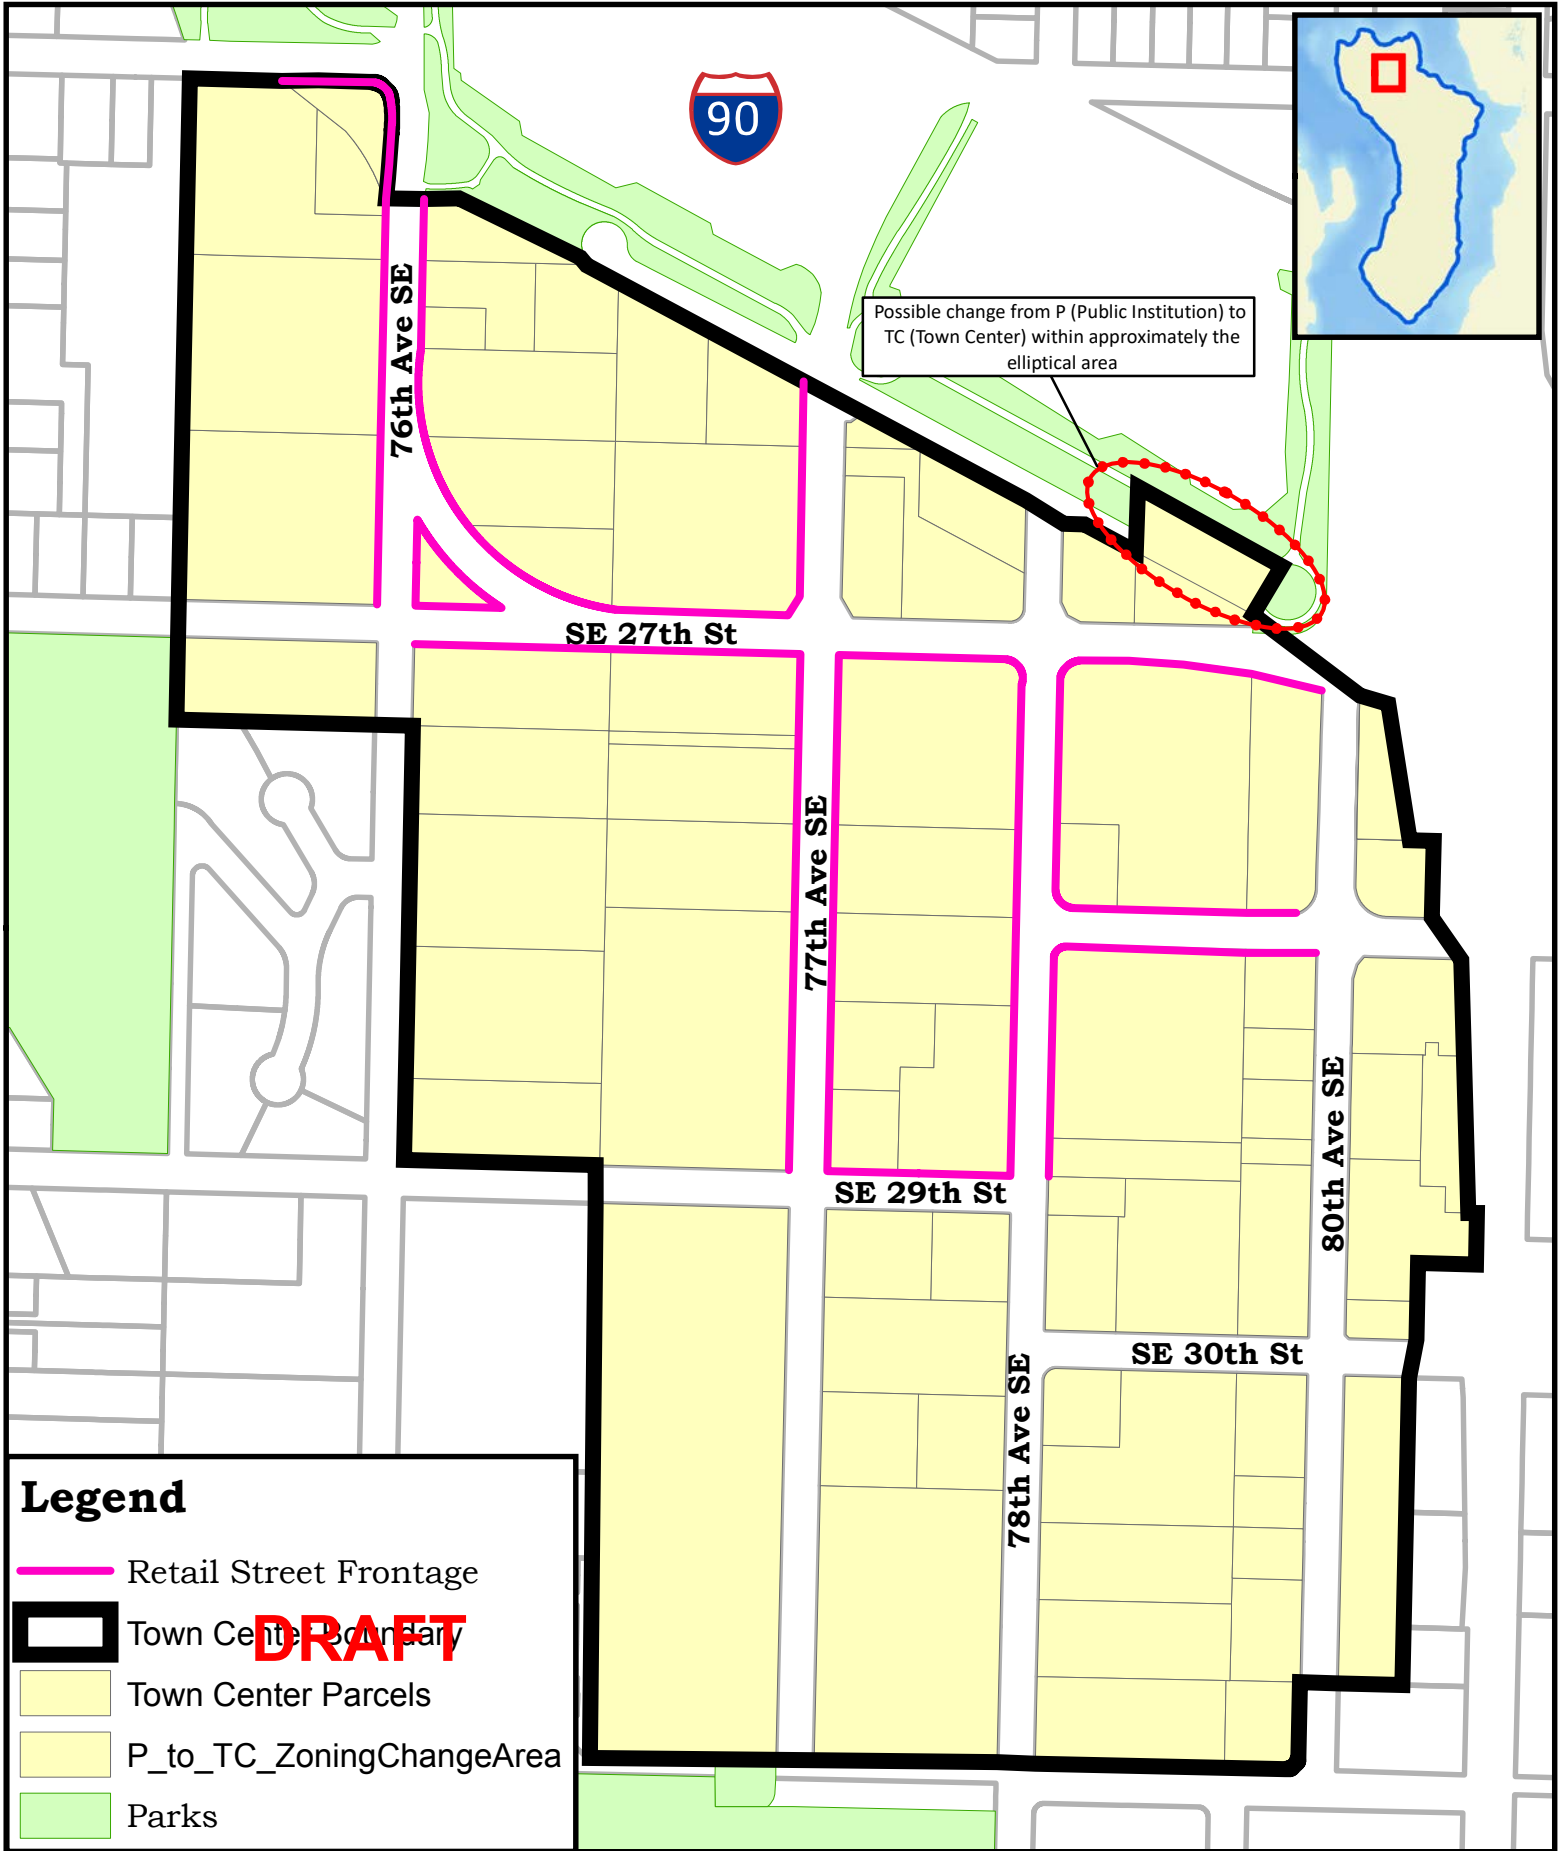 90
Possible change from P (Public Institution) to
TC (Town Center) within approximately the
elliptical area
76th Ave SE
SE 27th St
77th Ave SE
SE 29th St
80th Ave SE
SE 30th St
78th Ave SE
Legend
Retail Street Frontage
Town Center Boundary
DRAFT
Town Center Parcels
P_to_TC_ZoningChangeArea
Parks